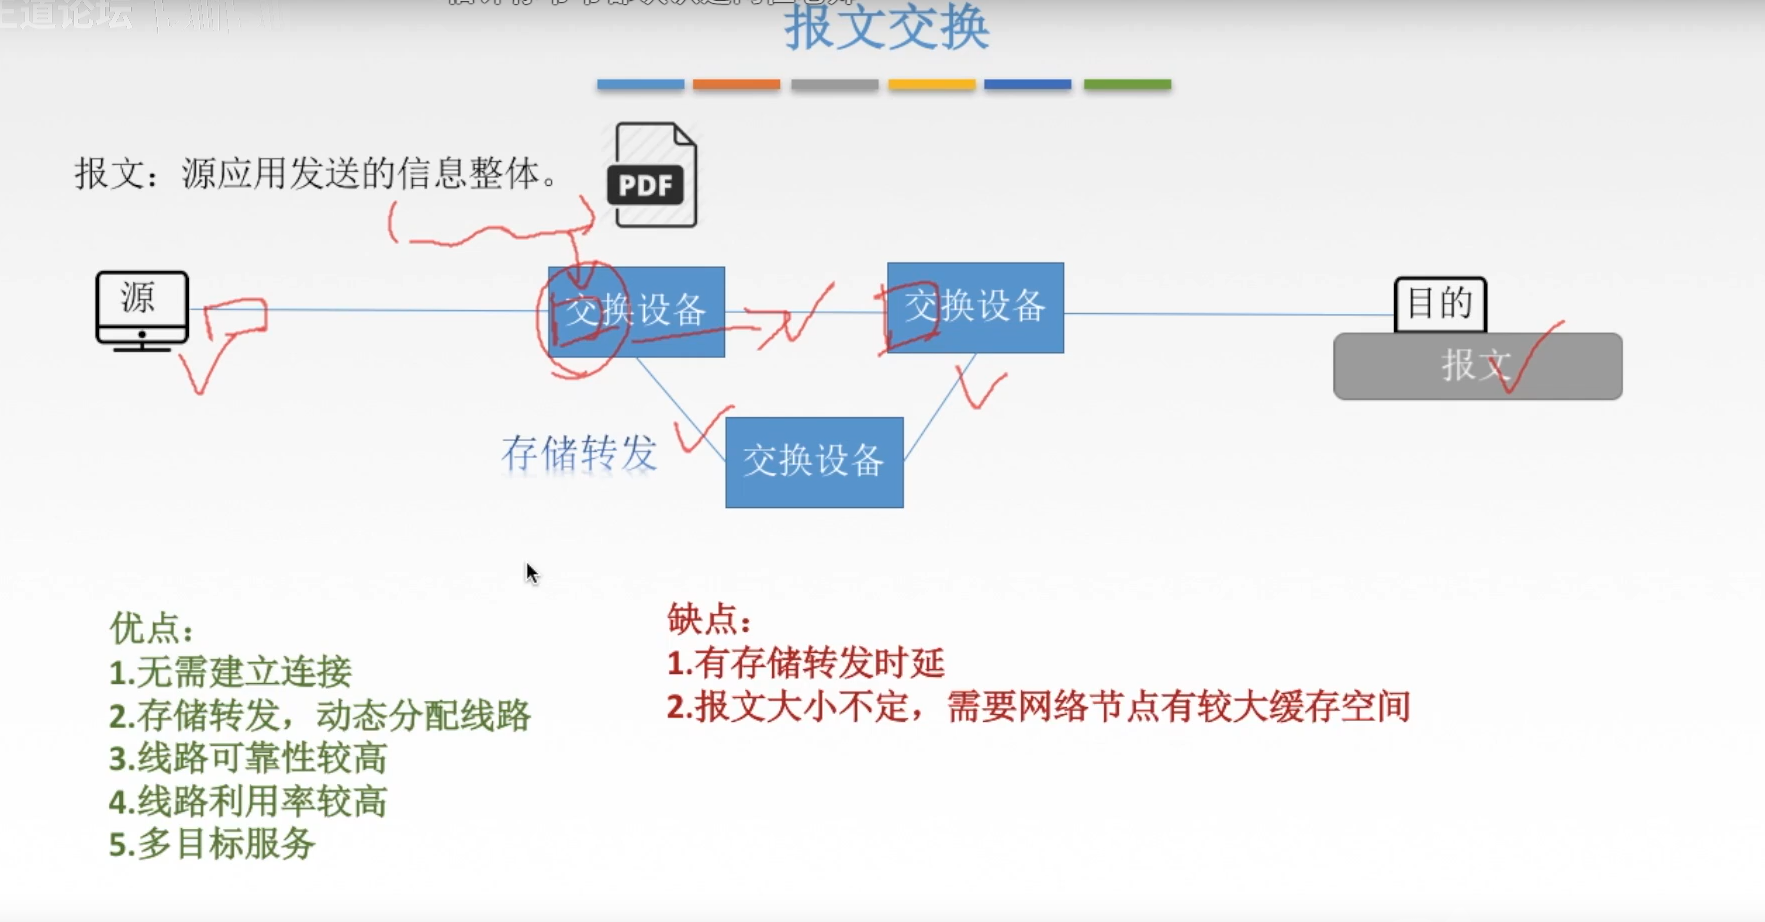 王道论坛
报文交换
报文：源应用发送的信息整体。
PDF
源
交换设备
交换设备
目的
报文
存储转发
交换设备
优点：
1.无需建立连接
2.存储转发，动态分配线路
3.线路可靠性较高
4.线路利用率较高
5.多目标服务
缺点：
1.有存储转发时延
2.报文大小不定，需要网络节点有较大缓存空间